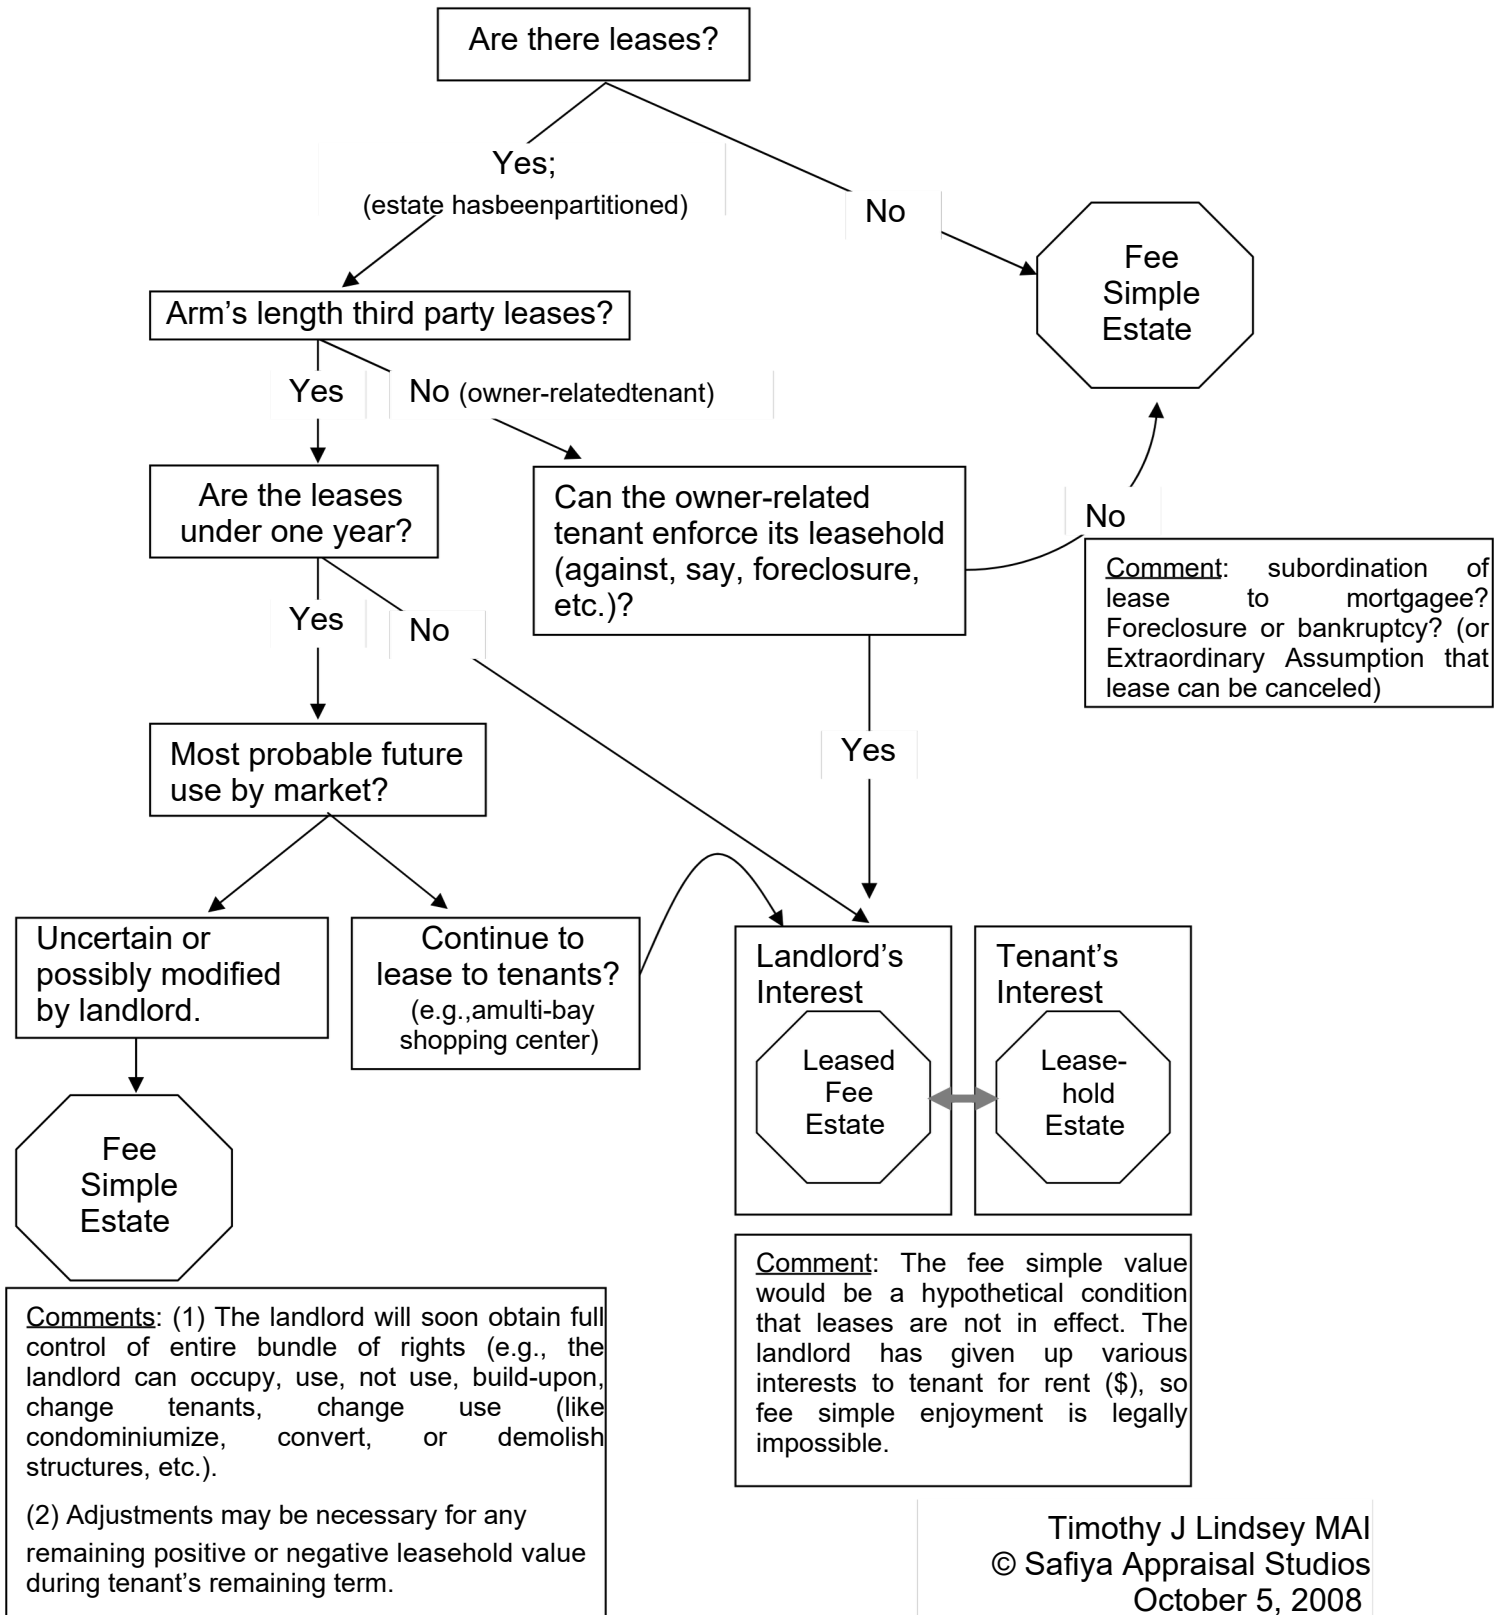 Are there leases?
Yes;
(estate hasbeenpartitioned)
No
Fee
Simple
Estate
Arm’s length third party leases?
Yes
No (owner-relatedtenant)
Are the leases
under one year?
Can the owner-related
tenant enforce its leasehold
(against, say, foreclosure,
etc.)?
No
Comment: subordination of
lease to mortgagee?
Foreclosure or bankruptcy? (or
Extraordinary Assumption that
lease can be canceled)
Yes
No
Most probable future
use by market?
Yes
Uncertain or
possibly modified
by landlord.
Continue to
lease to tenants?
(e.g.,amulti-bay
shopping center)
Landlord’s
Interest
Leased
Fee
Estate
Tenant’s
Interest
Lease-
hold
Estate
Fee
Simple
Estate
Comment: The fee simple value
would be a hypothetical condition
that leases are not in effect. The
landlord has given up various
interests to tenant for rent ($), so
fee simple enjoyment is legally
impossible.
Comments: (1) The landlord will soon obtain full
control of entire bundle of rights (e.g., the
landlord can occupy, use, not use, build-upon,
change tenants, change use (like
condominiumize, convert, or demolish
structures, etc.).
(2) Adjustments may be necessary for any
remaining positive or negative leasehold value
during tenant’s remaining term.
Timothy J Lindsey MAI
© Safiya Appraisal Studios
October 5, 2008